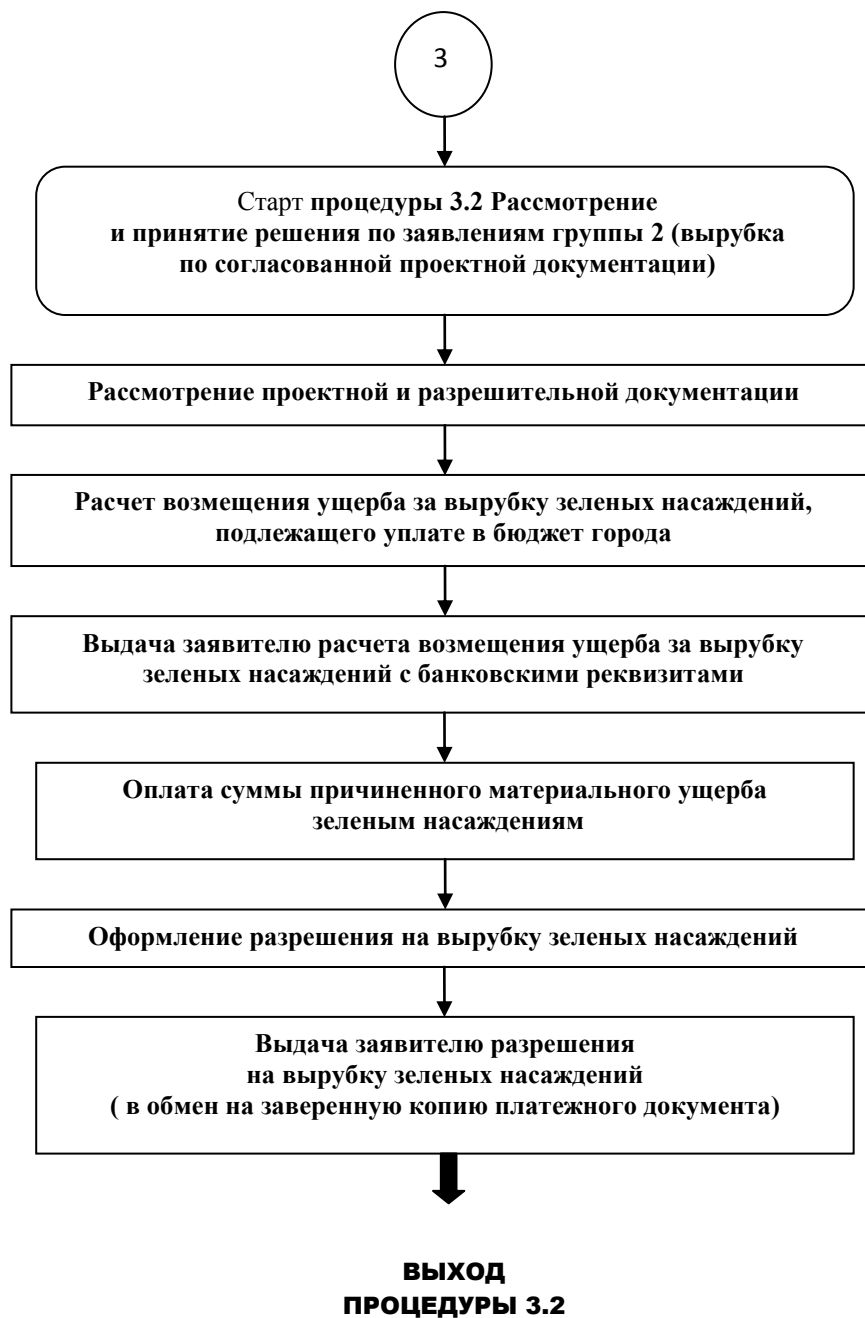 3
Старт процедуры 3.2 Рассмотрение
и принятие решения по заявлениям группы 2 (вырубка
по согласованной проектной документации)
Рассмотрение проектной и разрешительной документации
Расчет возмещения ущерба за вырубку зеленых насаждений,
подлежащего уплате в бюджет города
Выдача заявителю расчета возмещения ущерба за вырубку
зеленых насаждений с банковскими реквизитами
Оплата суммы причиненного материального ущерба
зеленым насаждениям
Оформление разрешения на вырубку зеленых насаждений
Выдача заявителю разрешения
на вырубку зеленых насаждений
( в обмен на заверенную копию платежного документа)
ВЫХОД
ПРОЦЕДУРЫ 3.2